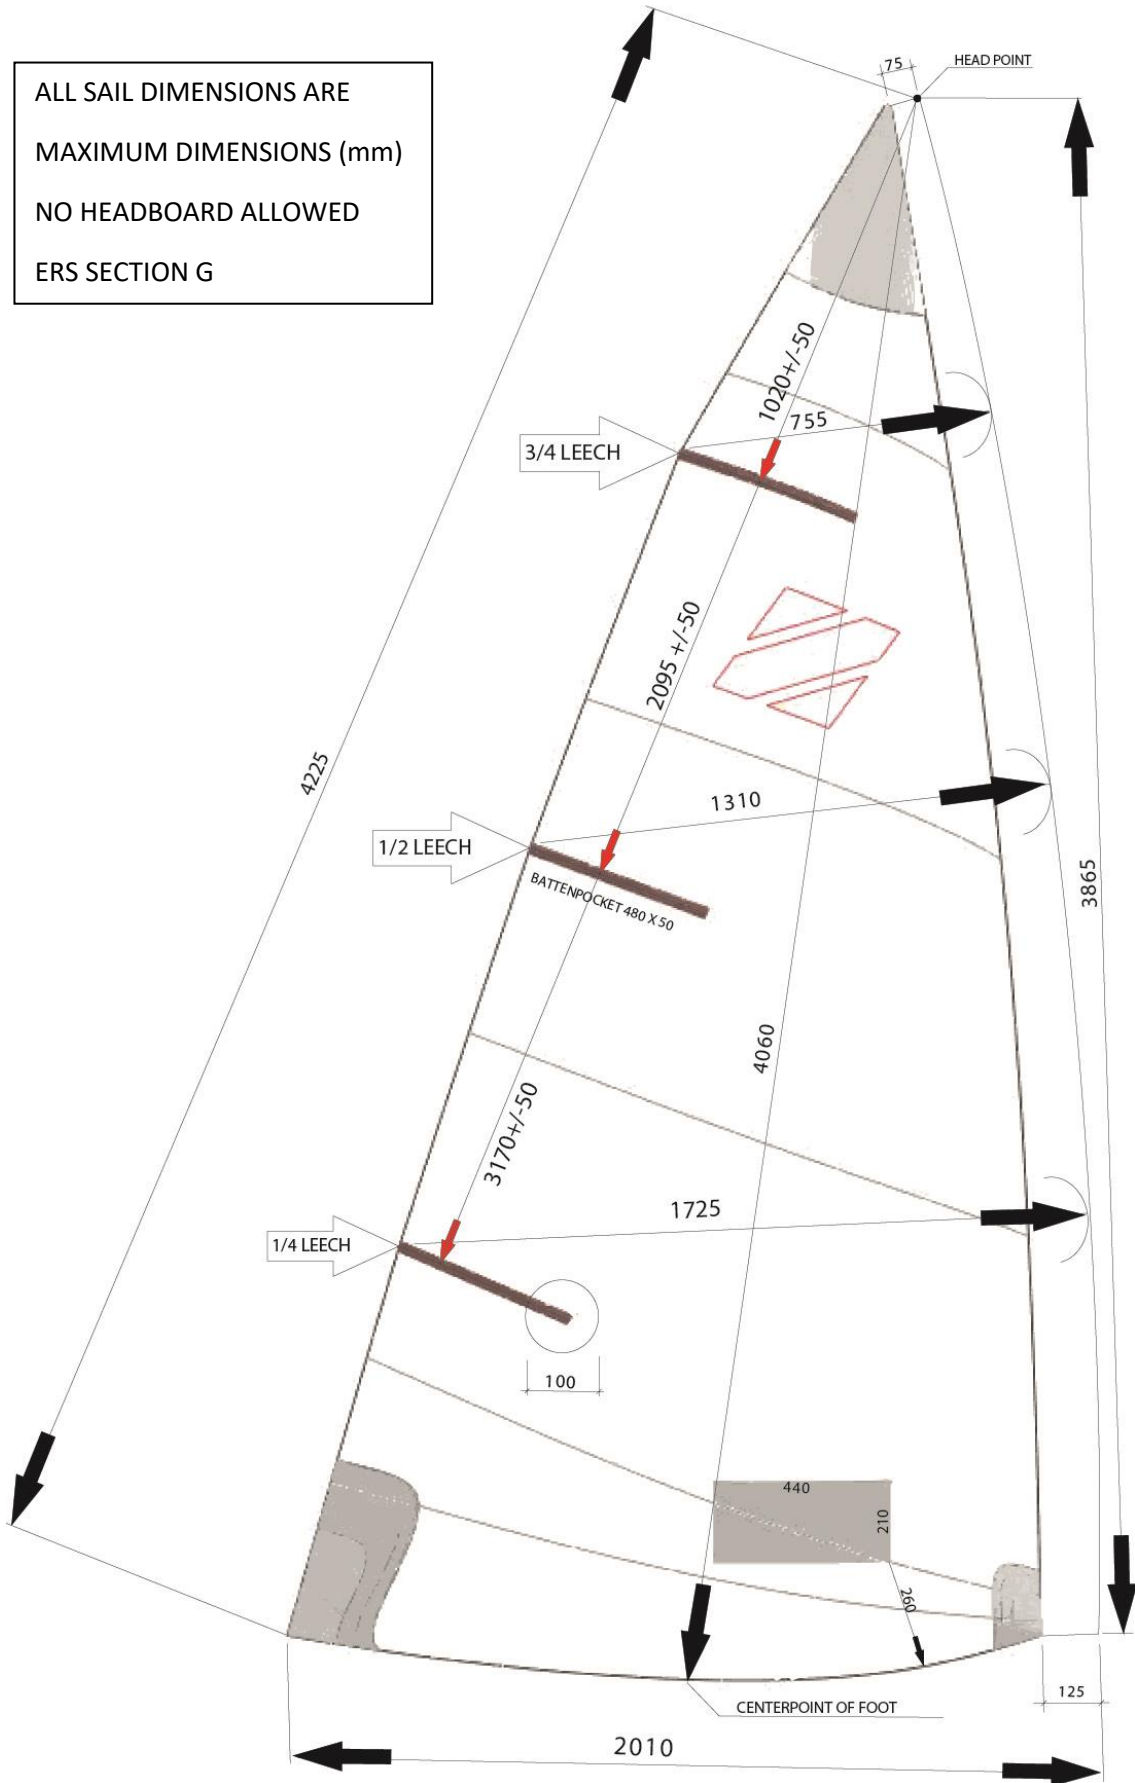 ALL SAIL DIMENSIONS ARE
MAXIMUM DIMENSIONS (mm)
NO HEADBOARD ALLOWED
ERS SECTION G
75
HEAD POINT
1020+/-50
755
3/4 LEECH
2095 +/-50
4225
1310
1/2 LEECH
BATTENPOCKET 480 X 50
3865
4060
3170+/-50
1725
1/4 LEECH
100
440
210
260
125
CENTERPOINT OF FOOT
2010